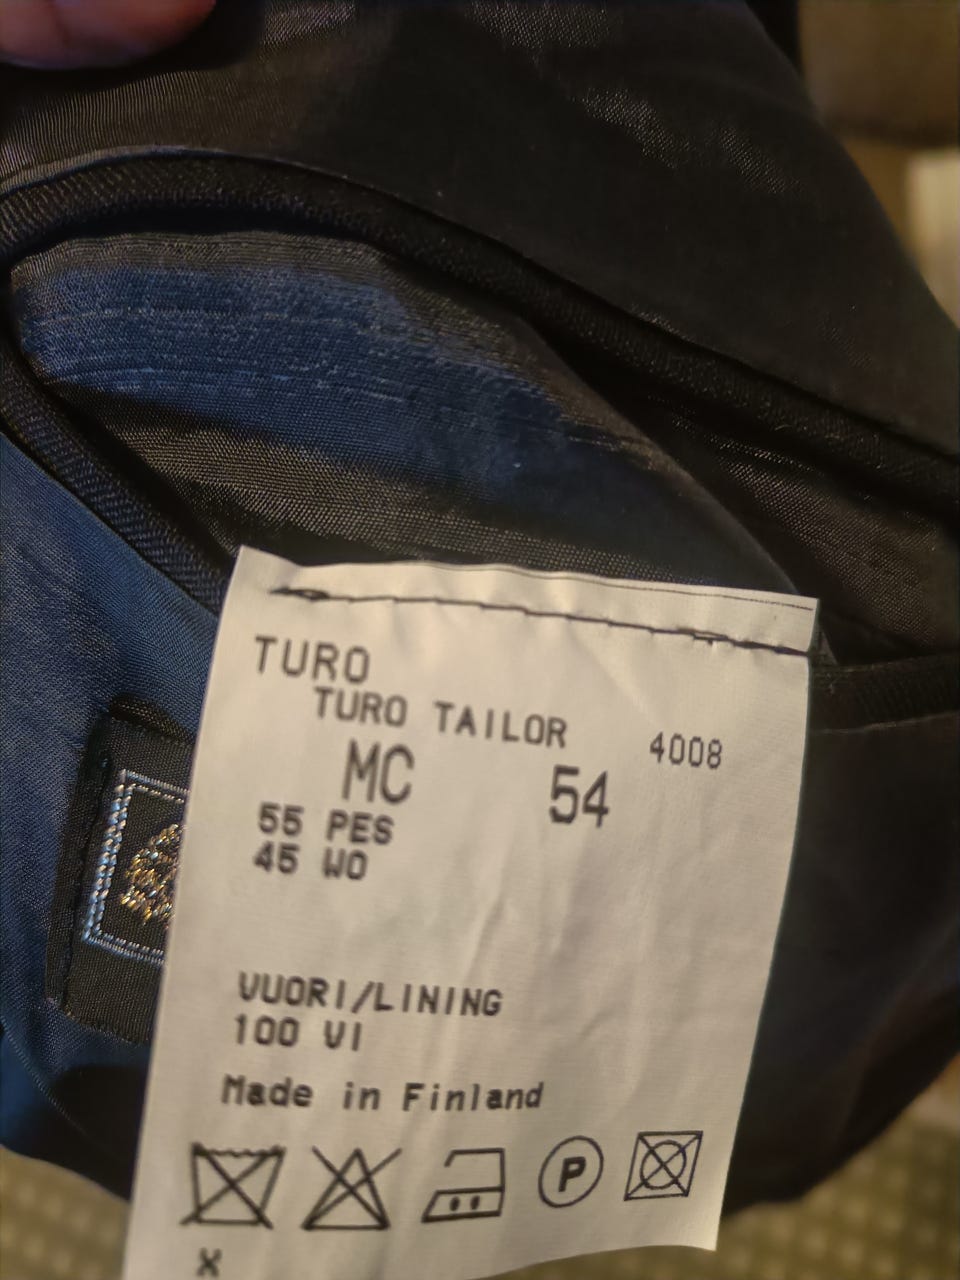 TURO
TURO TAILOR
4008
MC 54
55 PES
45 WO
VUORI/LINING
100 VI
Made in Finland
P
X